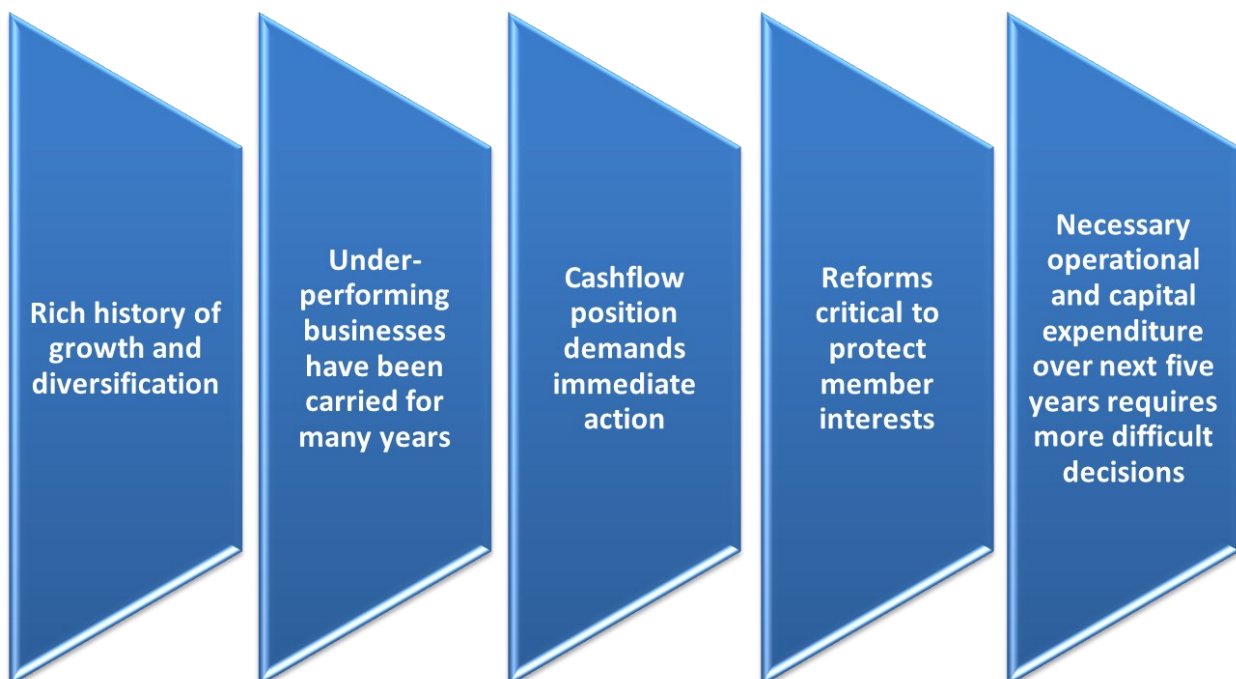 Rich history of
growth and
diversification
Under-
performing
businesses
have been
carried for
many years
Cashflow
position
demands
immediate
action
Reforms
critical to
protect
member
interests
Necessary
operational
and capital
expenditure
over next five
years requires
more difficult
decisions